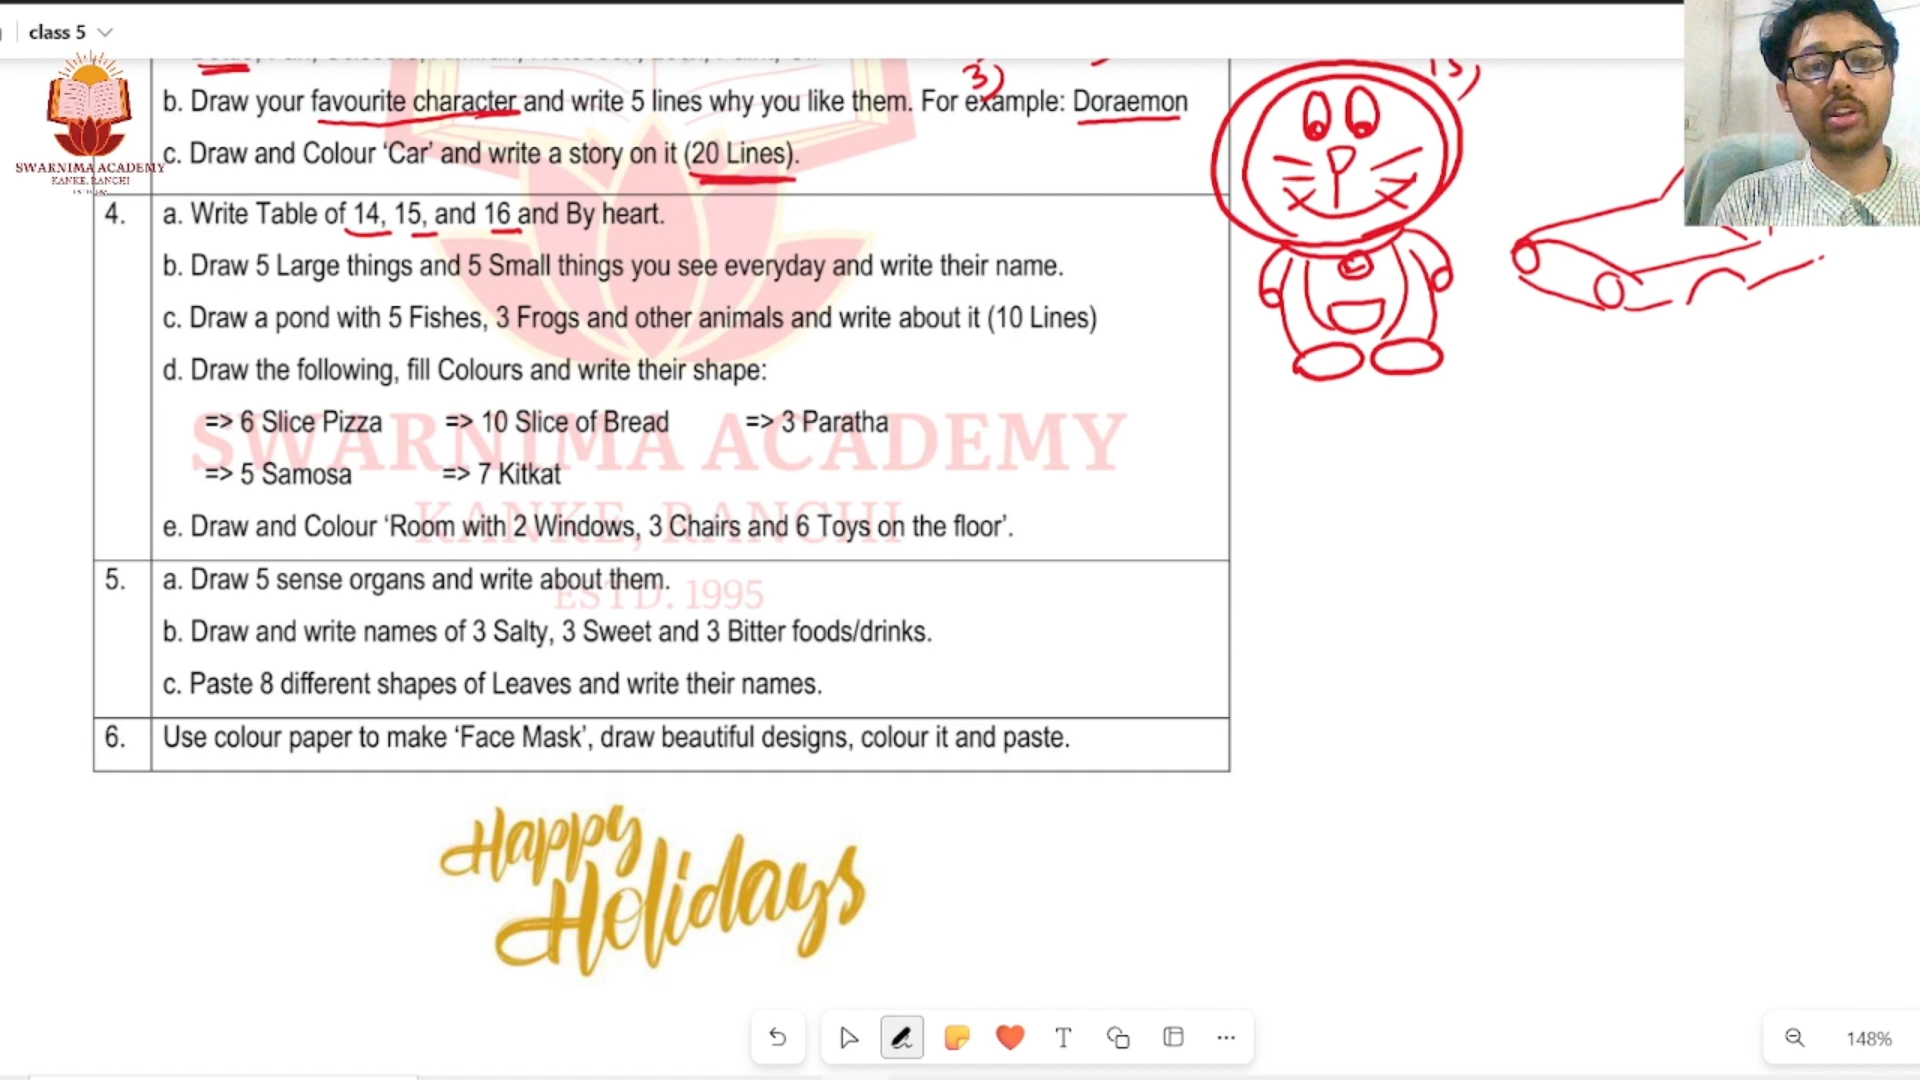 class 5
3)
b. Draw your favourite character and write 5 lines why you like them. For example: Doraemon
c. Draw and Colour ‘Car’ and write a story on it (20 Lines).
SWARNIMA ACADEMY
KANKE, RANCHI
4. a. Write Table of 14, 15, and 16 and By heart.
b. Draw 5 Large things and 5 Small things you see everyday and write their name.
c. Draw a pond with 5 Fishes, 3 Frogs and other animals and write about it (10 Lines)
d. Draw the following, fill Colours and write their shape:
=> 6 Slice Pizza => 10 Slice of Bread => 3 Paratha
SWARNIMA ACADEMY
=> 5 Samosa => 7 Kitkat
KANKE, RANCHI
e. Draw and Colour ‘Room with 2 Windows, 3 Chairs and 6 Toys on the floor’.
5. a. Draw 5 sense organs and write about them.
ESTD. 1995
b. Draw and write names of 3 Salty, 3 Sweet and 3 Bitter foods/drinks.
c. Paste 8 different shapes of Leaves and write their names.
6. Use colour paper to make ‘Face Mask’, draw beautiful designs, colour it and paste.
Happy
Holidays
T
148%